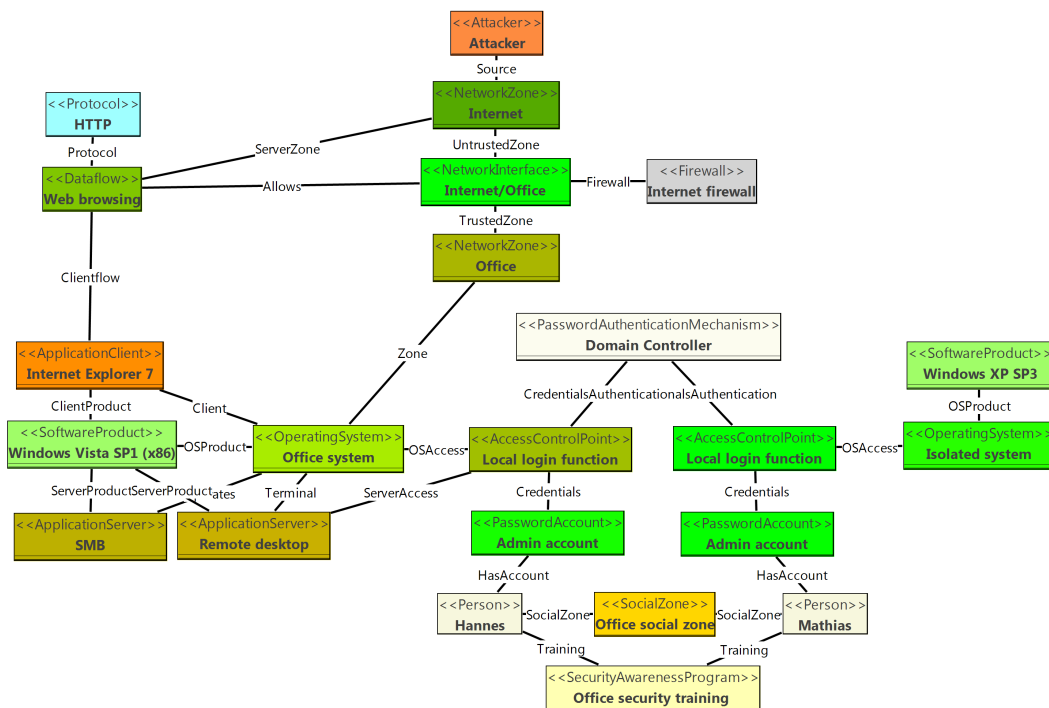 <<Attacker>>
Attacker
Source
<<NetworkZone>>
Internet
<<Protocol>>
HTTP
Protocol
ServerZone
UntrustedZone
<<Dataflow>>
Web browsing
Allows
<<NetworkInterface>>
Internet/Office
Firewall
<<Firewall>>
Internet firewall
TrustedZone
<<NetworkZone>>
Office
Clientflow
Zone
<<PasswordAuthenticationMechanism>>
Domain Controller
<<ApplicationClient>>
Internet Explorer 7
<<SoftwareProduct>>
Windows XP SP3
ClientProduct
Client
CredentialsAuthenticationalsAuthentication
OSProduct
<<SoftwareProduct>>
Windows Vista SP1 (x86)
OSProduct
<<OperatingSystem>>
Office system
OSAccess
<<AccessControlPoint>>
Local login function
<<AccessControlPoint>>
Local login function
OSAccess
<<OperatingSystem>>
Isolated system
ServerProduct
ServerProduct
ates
Terminal
ServerAccess
Credentials
Credentials
<<ApplicationServer>>
SMB
<<ApplicationServer>>
Remote desktop
<<PasswordAccount>>
Admin account
<<PasswordAccount>>
Admin account
HasAccount
HasAccount
<<Person>>
Hannes
SocialZone
<<SocialZone>>
Office social zone
SocialZone
<<Person>>
Mathias
Training
Training
<<SecurityAwarenessProgram>>
Office security training